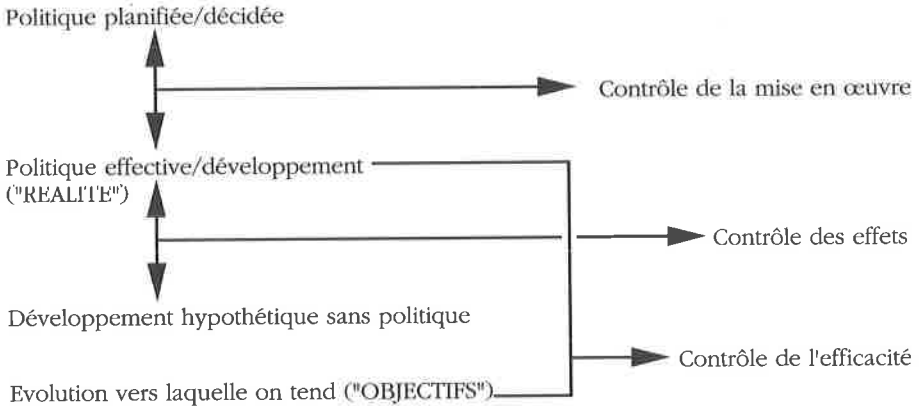 Politique planifiée/décidée
Contrôle de la mise en œuvre
Politique effective/développement
("REALITE")
Contrôle des effets
Développement hypothétique sans politique
Contrôle de l'efficacité
Evolution vers laquelle on tend ("OBJECTIFS")